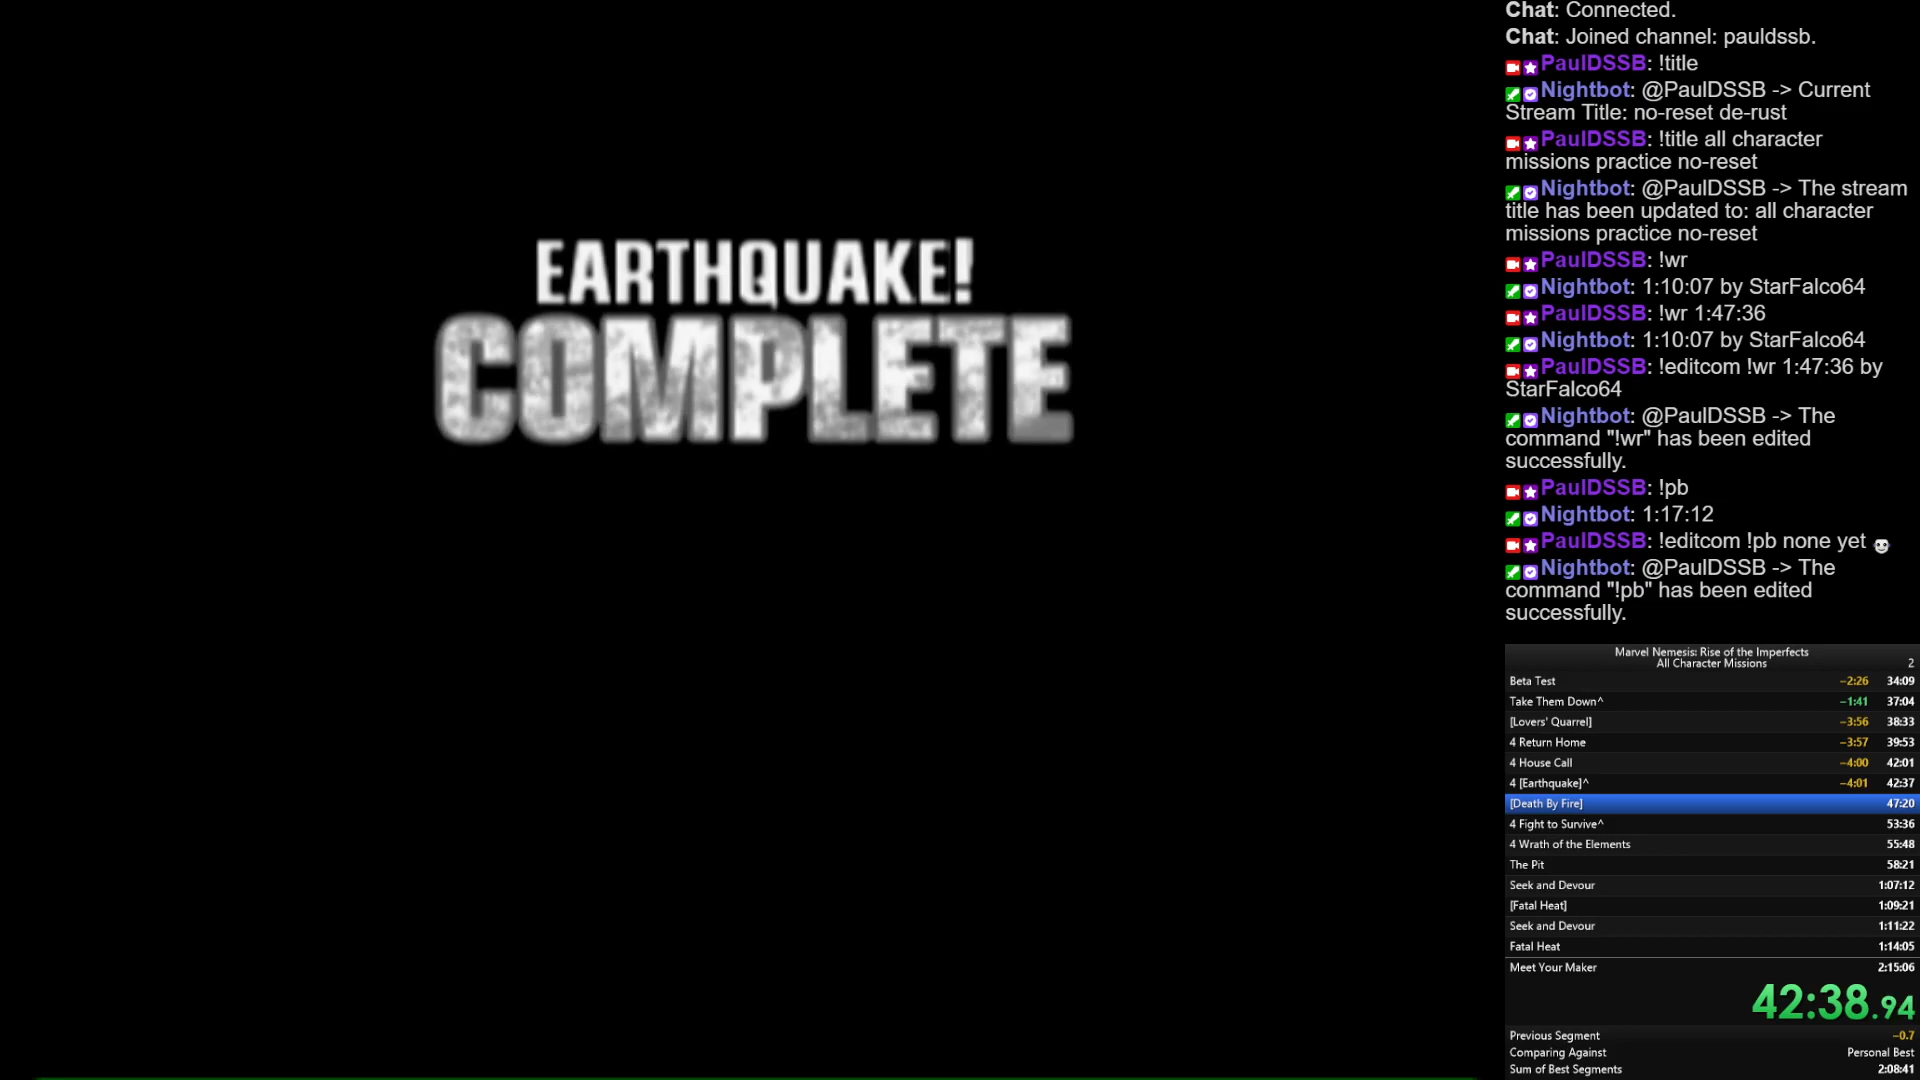 EARTHQUAKE!
COMPLETE
Chat: Connected.
Chat: Joined channel: pauldssb.
PaulDSSB: !title
Nightbot: @PaulDSSB -> Current
Stream Title: no-reset de-rust
PaulDSSB: !title all character
missions practice no-reset
Nightbot: @PaulDSSB -> The stream
title has been updated to: all character
missions practice no-reset
PaulDSSB: !wr
Nightbot: 1:10:07 by StarFalco64
PaulDSSB: !wr 1:47:36
Nightbot: 1:10:07 by StarFalco64
PaulDSSB: !editcom !wr 1:47:36 by
StarFalco64
Nightbot: @PaulDSSB -> The
command "!wr" has been edited
successfully.
PaulDSSB: !pb
Nightbot: 1:17:12
PaulDSSB: !editcom !pb none yet
Nightbot: @PaulDSSB -> The
command "!pb" has been edited
successfully.
Marvel Nemesis: Rise of the Imperfects
All Character Missions 2
Beta Test −2:26 34:09
Take Them Down^ −1:41 37:04
[Lovers' Quarrel] −3:56 38:33
4 Return Home −3:57 39:53
4 House Call −4:00 42:01
4 [Earthquake]^ −4:01 42:37
[Death By Fire] 47:20
4 Fight to Survive^ 53:36
4 Wrath of the Elements 55:48
The Pit 58:21
Seek and Devour 1:07:12
[Fatal Heat] 1:09:21
Seek and Devour 1:11:22
Fatal Heat 1:14:05
Meet Your Maker 2:15:06
42:38.94
Previous Segment −0.7
Comparing Against Personal Best
Sum of Best Segments 2:08:41